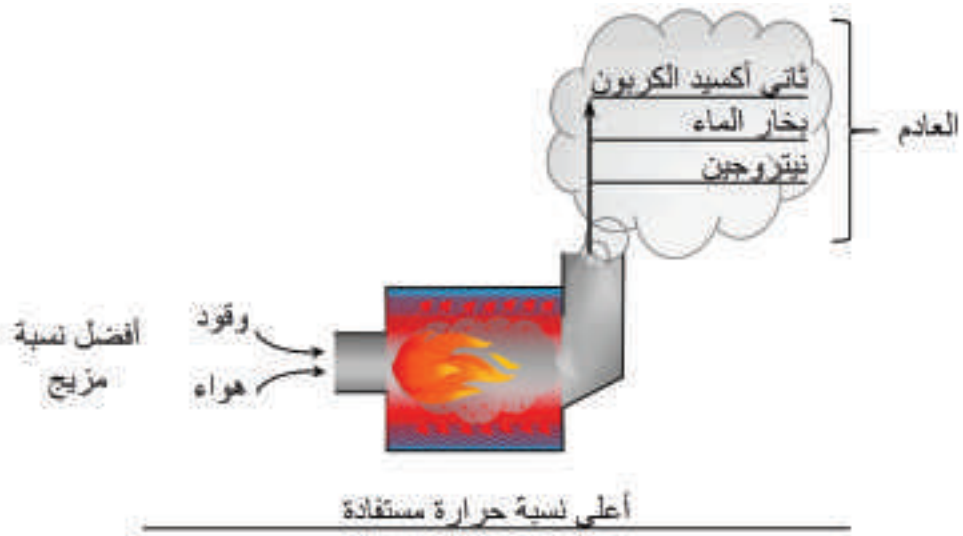 ثاني أكسيد الكربون
بخار الماء
نيتروجين
العادم
وقود
هواء
أفضل نسبة
مزيج
أعلى نسبة حرارة مستفادة